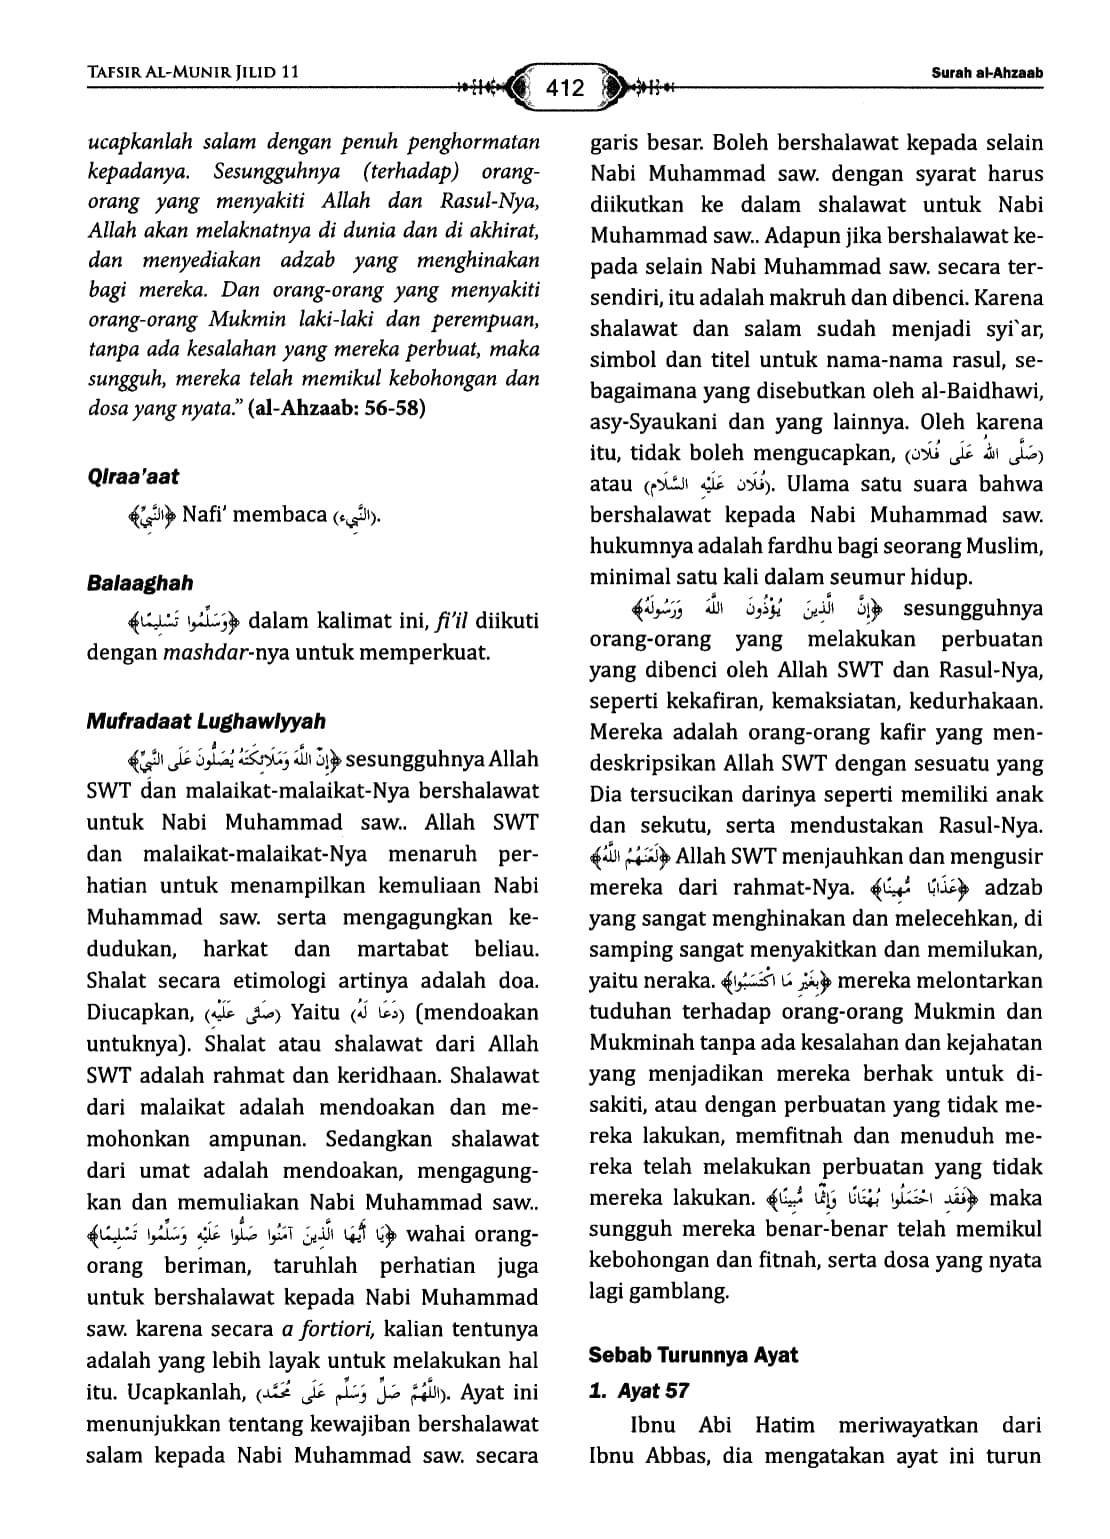 TAFSIR AL-MUNIR JILID 11
412
Surah al-Ahzaab
ucapkanlah salam dengan penuh penghormatan
kepadanya. Sesungguhnya (terhadap) orang-
orang yang menyakiti Allah dan Rasul-Nya,
Allah akan melaknatnya di dunia dan di akhirat,
dan menyediakan adzab yang menghinakan
bagi mereka. Dan orang-orang yang menyakiti
orang-orang Mukmin laki-laki dan perempuan,
tanpa ada kesalahan yang mereka perbuat, maka
sungguh, mereka telah memikul kebohongan dan
dosa yang nyata.” (al-Ahzaab: 56-58)
Qiraa’aat
﴿النَّبِيِّ﴾ Nafi’ membaca (النَّبِيءِ).
Balaaghah
﴿وَسَلِّمُوا تَسْلِيمًا﴾ dalam kalimat ini, fi’il diikuti
dengan mashdar-nya untuk memperkuat.
Mufradaat Lughawiyyah
﴿إِنَّ اللَّهَ وَمَلَائِكَتَهُ يُصَلُّونَ عَلَى النَّبِيِّ﴾ sesungguhnya Allah
SWT dan malaikat-malaikat-Nya bershalawat
untuk Nabi Muhammad saw.. Allah SWT
dan malaikat-malaikat-Nya menaruh per-
hatian untuk menampilkan kemuliaan Nabi
Muhammad saw. serta mengagungkan ke-
dudukan, harkat dan martabat beliau.
Shalat secara etimologi artinya adalah doa.
Diucapkan, (صَلَّى عَلَيْهِ) Yaitu (دَعَا لَهُ) (mendoakan
untuknya). Shalat atau shalawat dari Allah
SWT adalah rahmat dan keridhaan. Shalawat
dari malaikat adalah mendoakan dan me-
mohonkan ampunan. Sedangkan shalawat
dari umat adalah mendoakan, mengagung-
kan dan memuliakan Nabi Muhammad saw..
﴿يَا أَيُّهَا الَّذِينَ آمَنُوا صَلُّوا عَلَيْهِ وَسَلِّمُوا تَسْلِيمًا﴾ wahai orang-
orang beriman, taruhlah perhatian juga
untuk bershalawat kepada Nabi Muhammad
saw. karena secara a fortiori, kalian tentunya
adalah yang lebih layak untuk melakukan hal
itu. Ucapkanlah, (اللَّهُمَّ صَلِّ وَسَلِّم عَلَى مُحَمَّد). Ayat ini
menunjukkan tentang kewajiban bershalawat
salam kepada Nabi Muhammad saw. secara
garis besar. Boleh bershalawat kepada selain
Nabi Muhammad saw. dengan syarat harus
diikutkan ke dalam shalawat untuk Nabi
Muhammad saw.. Adapun jika bershalawat ke-
pada selain Nabi Muhammad saw. secara ter-
sendiri, itu adalah makruh dan dibenci. Karena
shalawat dan salam sudah menjadi syi`ar,
simbol dan titel untuk nama-nama rasul, se-
bagaimana yang disebutkan oleh al-Baidhawi,
asy-Syaukani dan yang lainnya. Oleh karena
itu, tidak boleh mengucapkan, (صَلَّى اللهُ عَلَى فُلَان)
atau (فُلَان عَلَيْهِ السَّلَام). Ulama satu suara bahwa
bershalawat kepada Nabi Muhammad saw.
hukumnya adalah fardhu bagi seorang Muslim,
minimal satu kali dalam seumur hidup.
﴿إِنَّ الَّذِينَ يُؤْذُونَ اللَّهَ وَرَسُولَهُ﴾ sesungguhnya
orang-orang yang melakukan perbuatan
yang dibenci oleh Allah SWT dan Rasul-Nya,
seperti kekafiran, kemaksiatan, kedurhakaan.
Mereka adalah orang-orang kafir yang men-
deskripsikan Allah SWT dengan sesuatu yang
Dia tersucikan darinya seperti memiliki anak
dan sekutu, serta mendustakan Rasul-Nya.
﴿لَعَنَهُمُ اللَّهُ﴾ Allah SWT menjauhkan dan mengusir
mereka dari rahmat-Nya. ﴿عَذَابًا مُّهِينًا﴾ adzab
yang sangat menghinakan dan melecehkan, di
samping sangat menyakitkan dan memilukan,
yaitu neraka. ﴿بِغَيْرِ مَا اكْتَسَبُوا﴾ mereka melontarkan
tuduhan terhadap orang-orang Mukmin dan
Mukminah tanpa ada kesalahan dan kejahatan
yang menjadikan mereka berhak untuk di-
sakiti, atau dengan perbuatan yang tidak me-
reka lakukan, memfitnah dan menuduh me-
reka telah melakukan perbuatan yang tidak
mereka lakukan. ﴿فَقَدِ احْتَمَلُوا بُهْتَانًا وَإِثْمًا مُّبِينًا﴾ maka
sungguh mereka benar-benar telah memikul
kebohongan dan fitnah, serta dosa yang nyata
lagi gamblang.
Sebab Turunnya Ayat
1. Ayat 57
Ibnu Abi Hatim meriwayatkan dari
Ibnu Abbas, dia mengatakan ayat ini turun